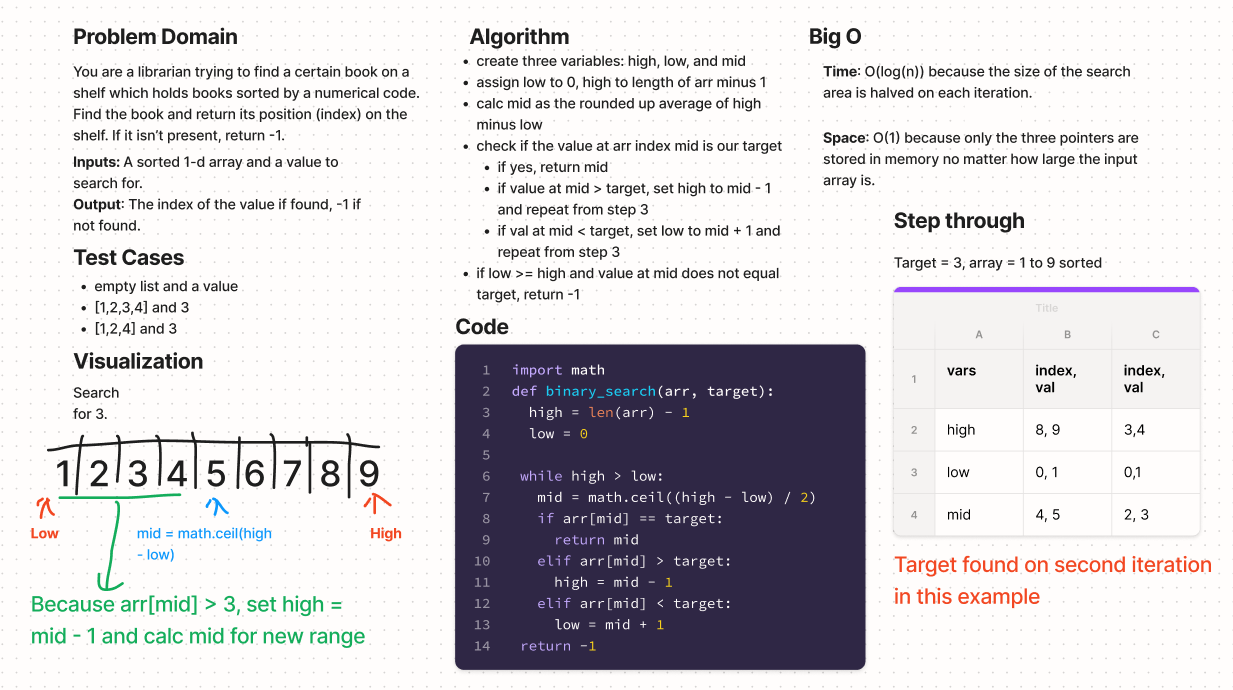 Problem Domain
You are a librarian trying to find a certain book on a
shelf which holds books sorted by a numerical code.
Find the book and return its position (index) on the
shelf. If it isn't present, return -1.
Inputs: A sorted 1-d array and a value to
search for.
Output: The index of the value if found, -1 if
not found.
Test Cases
• empty list and a value
• [1,2,3,4] and 3
• [1,2,4] and 3
Visualization
Search
for 3.
1 2 3 4 5 6 7 8 9
Low
mid = math.ceil(high
- low)
High
Because arr[mid] > 3, set high =
mid - 1 and calc mid for new range
Algorithm
• create three variables: high, low, and mid
• assign low to 0, high to length of arr minus 1
• calc mid as the rounded up average of high
minus low
• check if the value at arr index mid is our target
• if yes, return mid
• if value at mid > target, set high to mid - 1
and repeat from step 3
• if val at mid < target, set low to mid + 1 and
repeat from step 3
• if low >= high and value at mid does not equal
target, return -1
Code
1 import math
2 def binary_search(arr, target):
3 high = len(arr) - 1
4 low = 0
5
6 while high > low:
7 mid = math.ceil((high - low) / 2)
8 if arr[mid] == target:
9 return mid
10 elif arr[mid] > target:
11 high = mid - 1
12 elif arr[mid] < target:
13 low = mid + 1
14 return -1
Big O
Time: O(log(n)) because the size of the search
area is halved on each iteration.
Space: O(1) because only the three pointers are
stored in memory no matter how large the input
array is.
Step through
Target = 3, array = 1 to 9 sorted
Title
A B C
1 vars index, val index, val
2 high 8, 9 3,4
3 low 0, 1 0,1
4 mid 4, 5 2, 3
Target found on second iteration
in this example